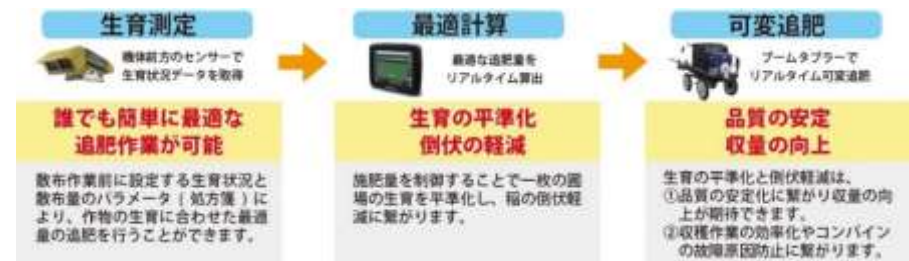 生育測定
機体前方のセンサーで
生育状況データを取得
誰でも簡単に最適な
追肥作業が可能
散布作業前に設定する生育状況と
散布量のパラメータ(処方箋)に
より、作物の生育に合わせた最適
量の追肥を行うことができます。
最適計算
最適な追肥量を
リアルタイム算出
生育の平準化
倒伏の軽減
施肥量を制御することで一枚の圃
場の生育を平準化し、稲の倒伏軽
減に繋がります。
可変追肥
ブームタブラーで
リアルタイム可変追肥
品質の安定
収量の向上
生育の平準化と倒伏軽減は、
①品質の安定化に繋がり収量の向
上が期待できます。
②収穫作業の効率化やコンバイン
の故障原因防止に繋がります。